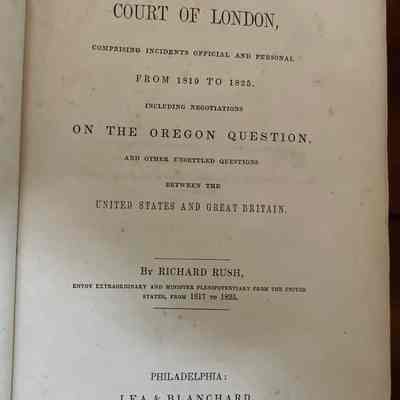 COURT OF LONDON,
COMPRISING INCIDENTS OFFICIAL AND PERSONAL
FROM 1819 TO 1825.
INCLUDING NEGOTIATIONS
ON THE OREGON QUESTION,
AND OTHER UNSETTLED QUESTIONS
BETWEEN THE
UNITED STATES AND GREAT BRITAIN.
BY RICHARD RUSH,
ENVOY EXTRAORDINARY AND MINISTER PLENIPOTENTIARY FROM THE UNITED
STATES, FROM 1817 TO 1825.
PHILADELPHIA:
LEA & BLANCHARD.